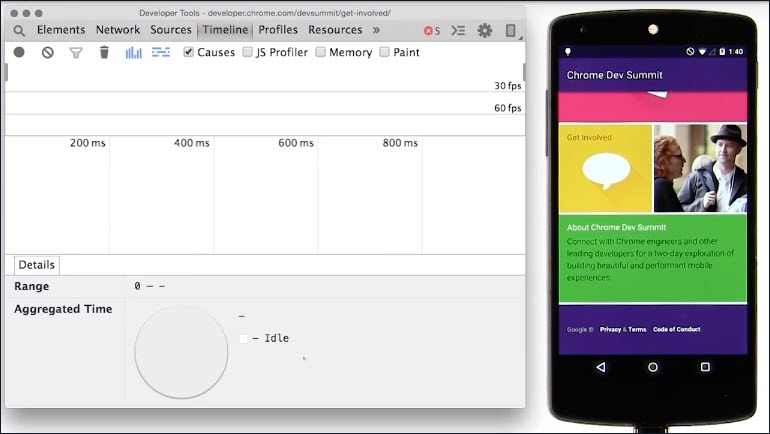 Developer Tools - developer.chrome.com/devsummit/get-involved/
Elements Network Sources Timeline Profiles Resources » 5
Causes JS Profiler Memory Paint
30 fps
60 fps
200 ms 400 ms 600 ms 800 ms
Details
Range 0 – –
Aggregated Time
–
– Idle
1:40
Chrome Dev Summit
Get Involved
About Chrome Dev Summit
Connect with Chrome engineers and other
leading developers for a two-day exploration of
building beautiful and performant mobile
experiences.
Google © Privacy & Terms Code of Conduct